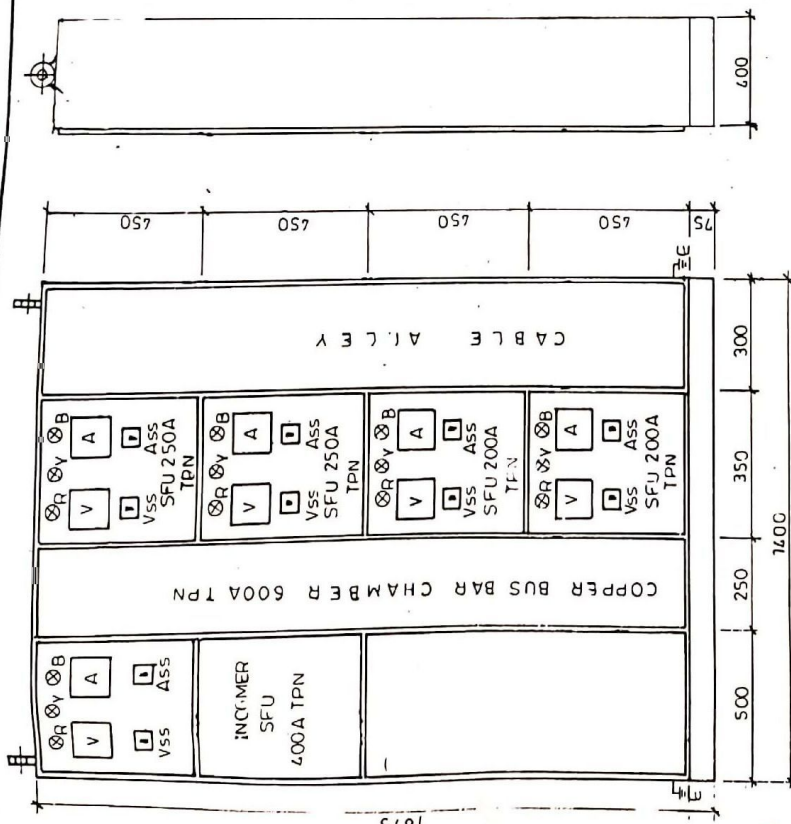 400
450
450
450
450
75
R Y B
V A
Vss Ass
INCOMER
SFU
400A TPN
COPPER BUS BAR CHAMBER 600A TPN
R Y B
V A
Vss Ass
SFU 250A
TPN
R Y B
V A
Vss Ass
SFU 250A
TPN
R Y B
V A
Vss Ass
SFU 200A
TPN
R Y B
V A
Vss Ass
SFU 200A
TPN
CABLE ALLEY
E
E
500
250
350
300
1400